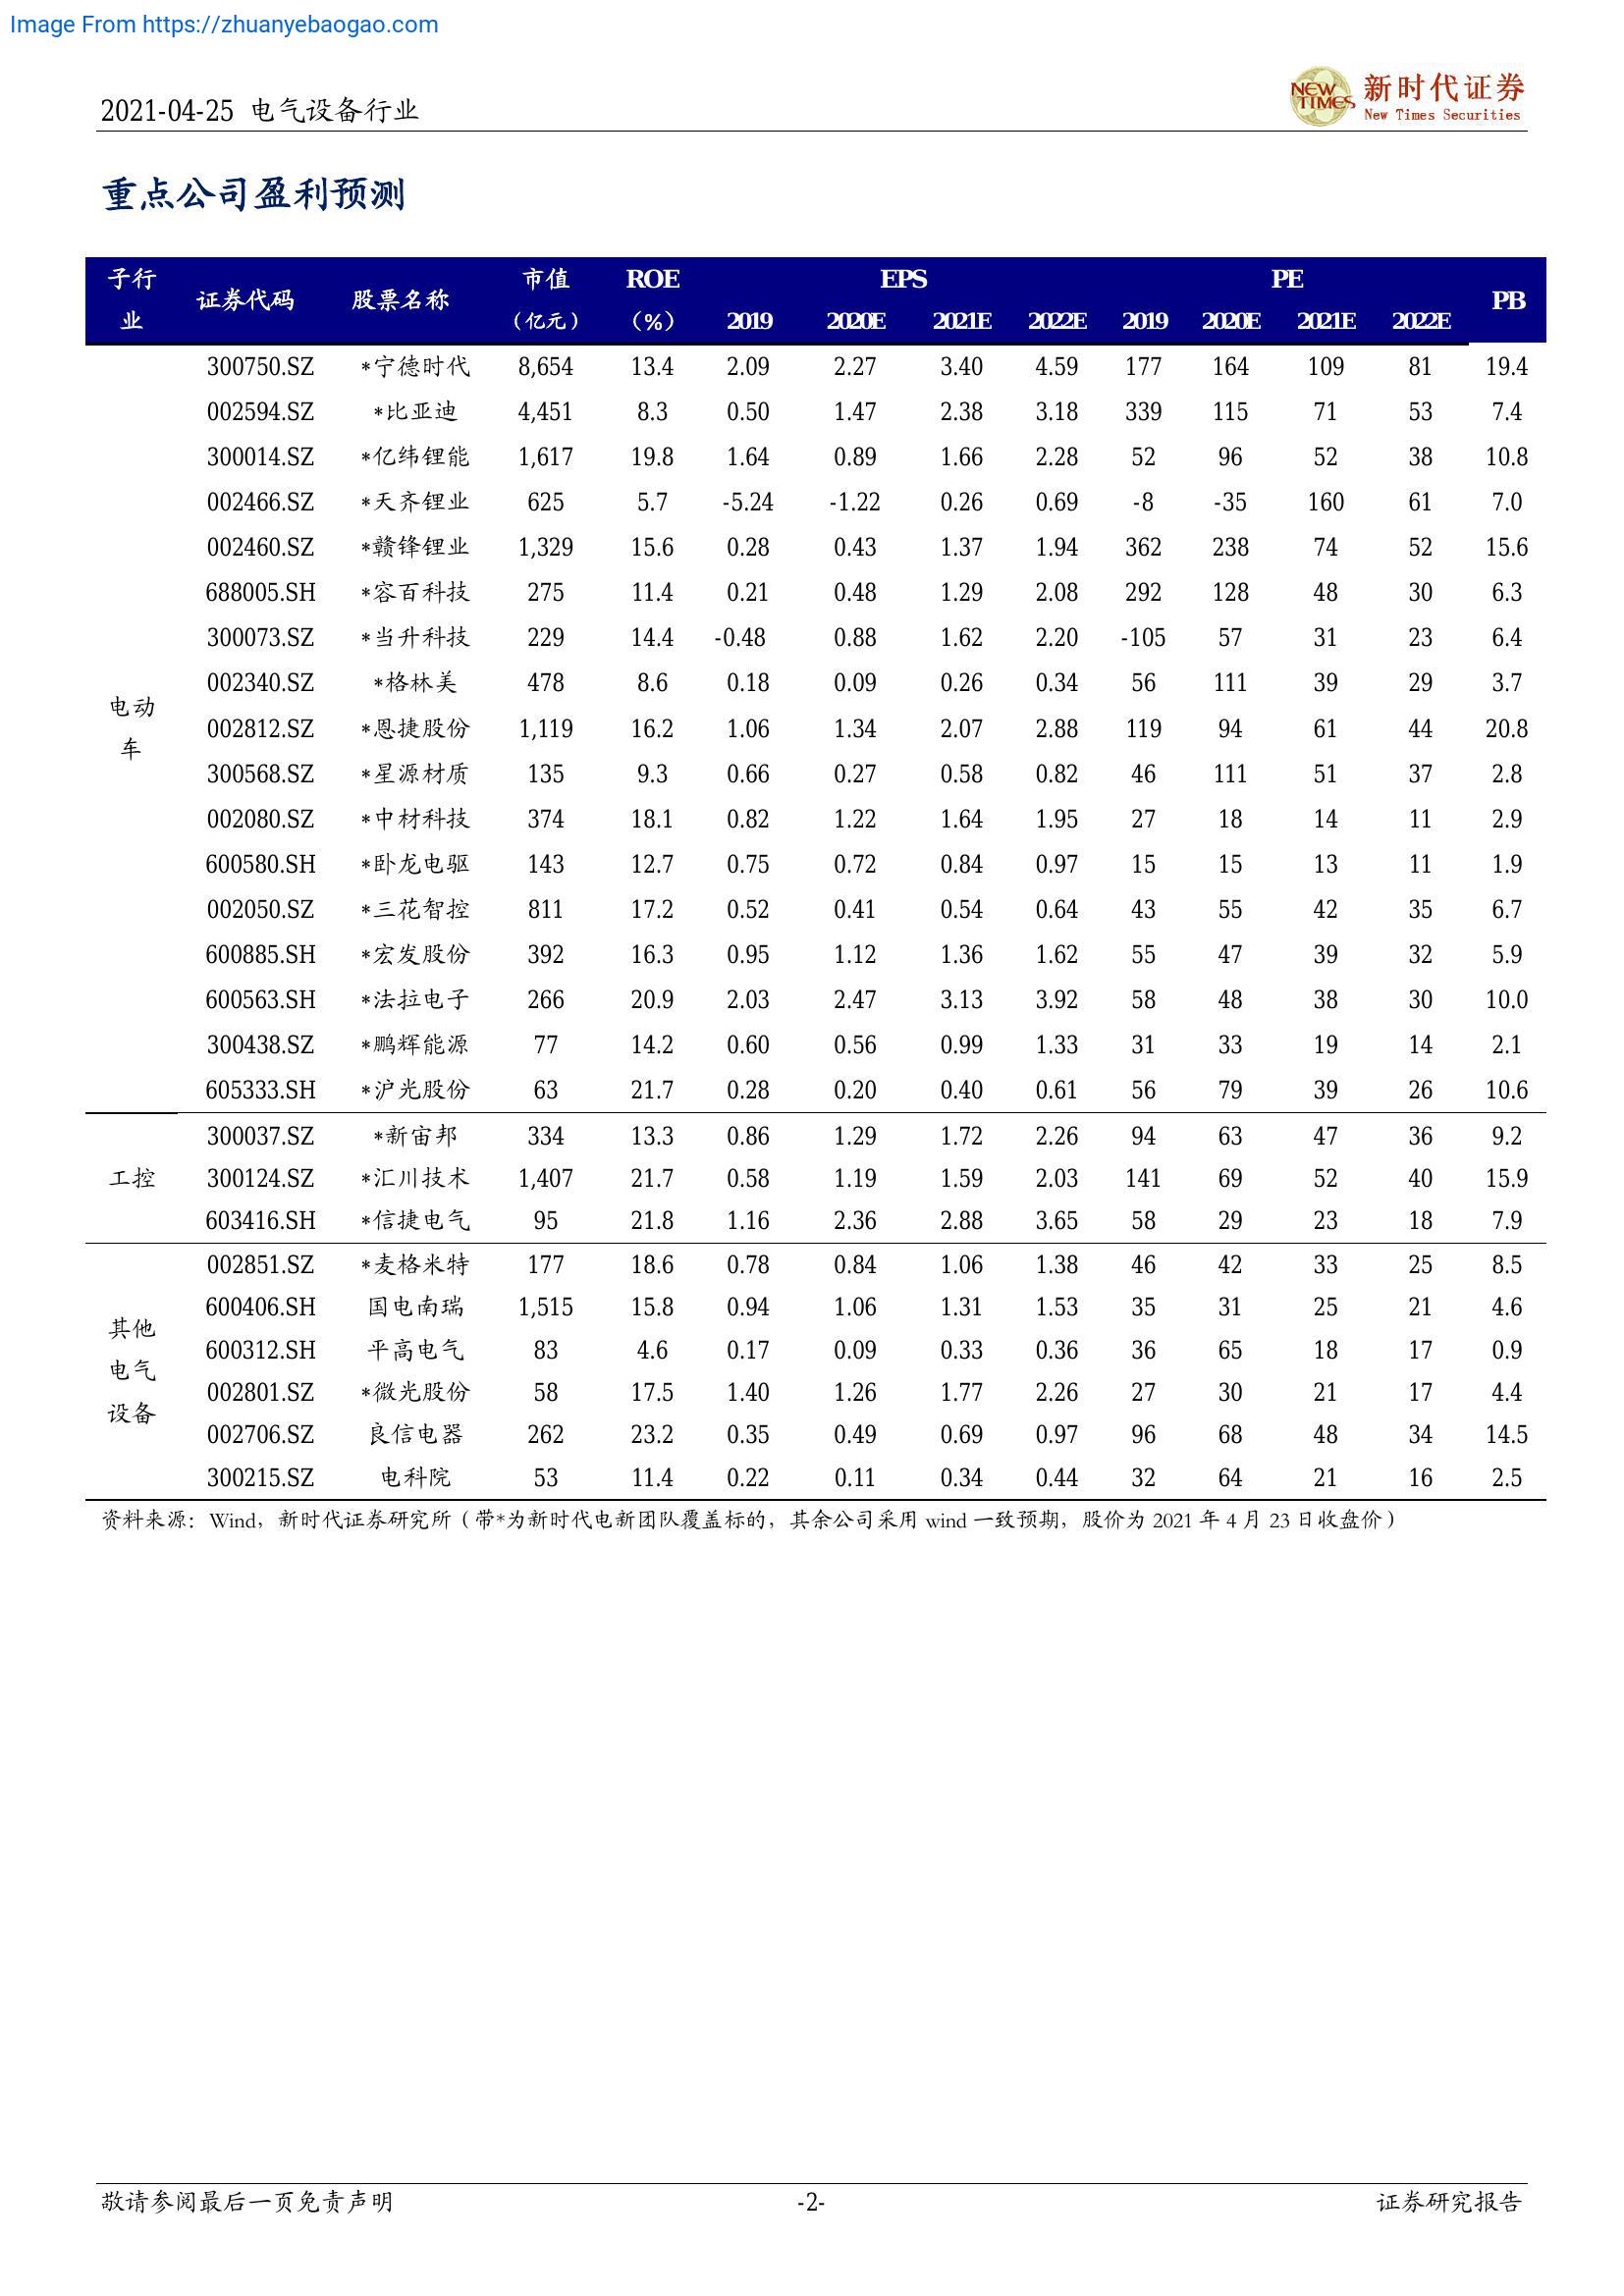 Image From https://zhuanyebaogao.com
2021-04-25 电气设备行业
NEW TIMES 新时代证券
New Times Securities
重点公司盈利预测
子行业 证券代码 股票名称 市值（亿元） ROE（%） EPS PE PB
2019 2020E 2021E 2022E 2019 2020E 2021E 2022E
电动车
300750.SZ *宁德时代 8,654 13.4 2.09 2.27 3.40 4.59 177 164 109 81 19.4
002594.SZ *比亚迪 4,451 8.3 0.50 1.47 2.38 3.18 339 115 71 53 7.4
300014.SZ *亿纬锂能 1,617 19.8 1.64 0.89 1.66 2.28 52 96 52 38 10.8
002466.SZ *天齐锂业 625 5.7 -5.24 -1.22 0.26 0.69 -8 -35 160 61 7.0
002460.SZ *赣锋锂业 1,329 15.6 0.28 0.43 1.37 1.94 362 238 74 52 15.6
688005.SH *容百科技 275 11.4 0.21 0.48 1.29 2.08 292 128 48 30 6.3
300073.SZ *当升科技 229 14.4 -0.48 0.88 1.62 2.20 -105 57 31 23 6.4
002340.SZ *格林美 478 8.6 0.18 0.09 0.26 0.34 56 111 39 29 3.7
002812.SZ *恩捷股份 1,119 16.2 1.06 1.34 2.07 2.88 119 94 61 44 20.8
300568.SZ *星源材质 135 9.3 0.66 0.27 0.58 0.82 46 111 51 37 2.8
002080.SZ *中材科技 374 18.1 0.82 1.22 1.64 1.95 27 18 14 11 2.9
600580.SH *卧龙电驱 143 12.7 0.75 0.72 0.84 0.97 15 15 13 11 1.9
002050.SZ *三花智控 811 17.2 0.52 0.41 0.54 0.64 43 55 42 35 6.7
600885.SH *宏发股份 392 16.3 0.95 1.12 1.36 1.62 55 47 39 32 5.9
600563.SH *法拉电子 266 20.9 2.03 2.47 3.13 3.92 58 48 38 30 10.0
300438.SZ *鹏辉能源 77 14.2 0.60 0.56 0.99 1.33 31 33 19 14 2.1
605333.SH *沪光股份 63 21.7 0.28 0.20 0.40 0.61 56 79 39 26 10.6
工控
300037.SZ *新宙邦 334 13.3 0.86 1.29 1.72 2.26 94 63 47 36 9.2
300124.SZ *汇川技术 1,407 21.7 0.58 1.19 1.59 2.03 141 69 52 40 15.9
603416.SH *信捷电气 95 21.8 1.16 2.36 2.88 3.65 58 29 23 18 7.9
其他电气设备
002851.SZ *麦格米特 177 18.6 0.78 0.84 1.06 1.38 46 42 33 25 8.5
600406.SH 国电南瑞 1,515 15.8 0.94 1.06 1.31 1.53 35 31 25 21 4.6
600312.SH 平高电气 83 4.6 0.17 0.09 0.33 0.36 36 65 18 17 0.9
002801.SZ *微光股份 58 17.5 1.40 1.26 1.77 2.26 27 30 21 17 4.4
002706.SZ 良信电器 262 23.2 0.35 0.49 0.69 0.97 96 68 48 34 14.5
300215.SZ 电科院 53 11.4 0.22 0.11 0.34 0.44 32 64 21 16 2.5
资料来源：Wind，新时代证券研究所（带*为新时代电新团队覆盖标的，其余公司采用 wind 一致预期，股价为 2021 年 4 月 23 日收盘价）
敬请参阅最后一页免责声明 -2- 证券研究报告